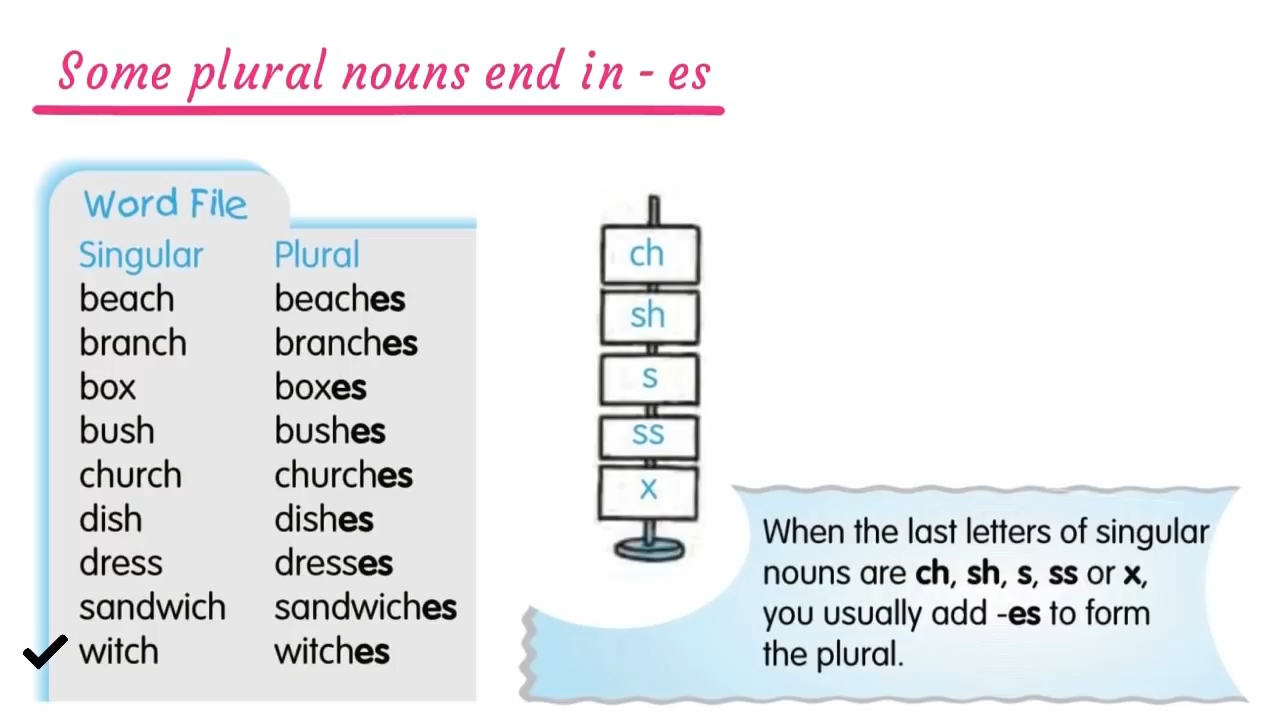 Some plural nouns end in - es
Word File
Singular Plural
beach beaches
branch branches
box boxes
bush bushes
church churches
dish dishes
dress dresses
sandwich sandwiches
witch witches
ch
sh
s
ss
x
When the last letters of singular
nouns are ch, sh, s, ss or x,
you usually add -es to form
the plural.